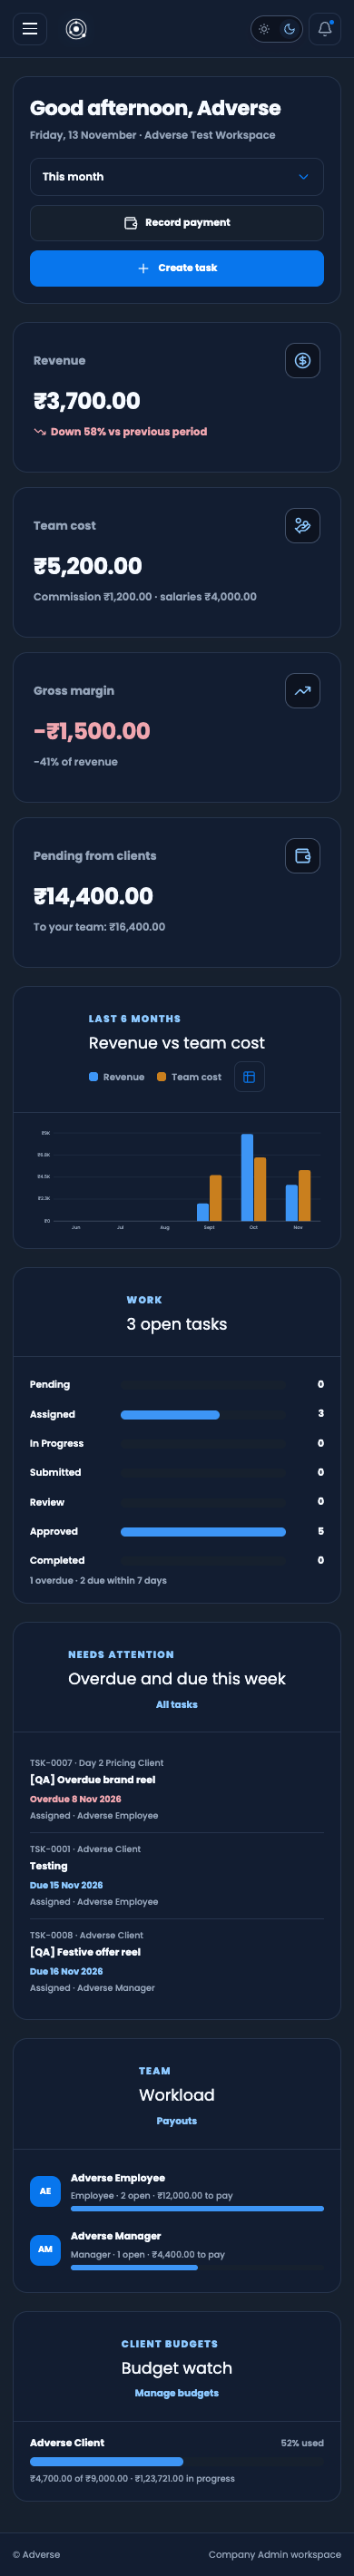 Good afternoon, Adverse
Friday, 13 November · Adverse Test Workspace
This month
Record payment
Create task
Revenue
₹3,700.00
Down 58% vs previous period
Team cost
₹5,200.00
Commission ₹1,200.00 · salaries ₹4,000.00
Gross margin
-₹1,500.00
-41% of revenue
Pending from clients
₹14,400.00
To your team: ₹16,400.00
LAST 6 MONTHS
Revenue vs team cost
Revenue Team cost
₹9K
₹6.8K
₹4.5K
₹2.3K
₹0
Jun Jul Aug Sept Oct Nov
WORK
3 open tasks
Pending 0
Assigned 3
In Progress 0
Submitted 0
Review 0
Approved 5
Completed 0
1 overdue · 2 due within 7 days
NEEDS ATTENTION
Overdue and due this week
All tasks
TSK-0007 · Day 2 Pricing Client
[QA] Overdue brand reel
Overdue 8 Nov 2026
Assigned · Adverse Employee
TSK-0001 · Adverse Client
Testing
Due 15 Nov 2026
Assigned · Adverse Employee
TSK-0008 · Adverse Client
[QA] Festive offer reel
Due 16 Nov 2026
Assigned · Adverse Manager
TEAM
Workload
Payouts
AE Adverse Employee
Employee · 2 open · ₹12,000.00 to pay
AM Adverse Manager
Manager · 1 open · ₹4,400.00 to pay
CLIENT BUDGETS
Budget watch
Manage budgets
Adverse Client 52% used
₹4,700.00 of ₹9,000.00 · ₹1,23,721.00 in progress
© Adverse Company Admin workspace